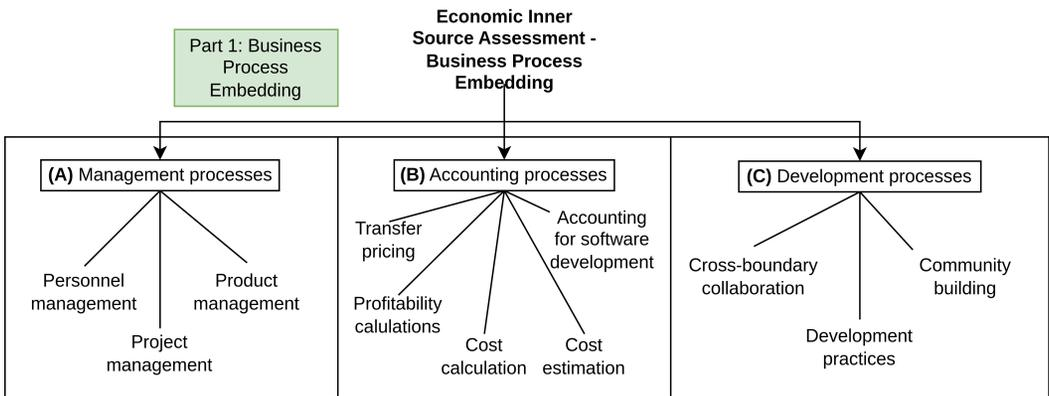 Economic Inner
Source Assessment -
Business Process
Embedding
Part 1: Business
Process
Embedding
(A) Management processes
Personnel
management
Project
management
Product
management
(B) Accounting processes
Transfer
pricing
Profitability
calulations
Cost
calculation
Cost
estimation
Accounting
for software
development
(C) Development processes
Cross-boundary
collaboration
Development
practices
Community
building